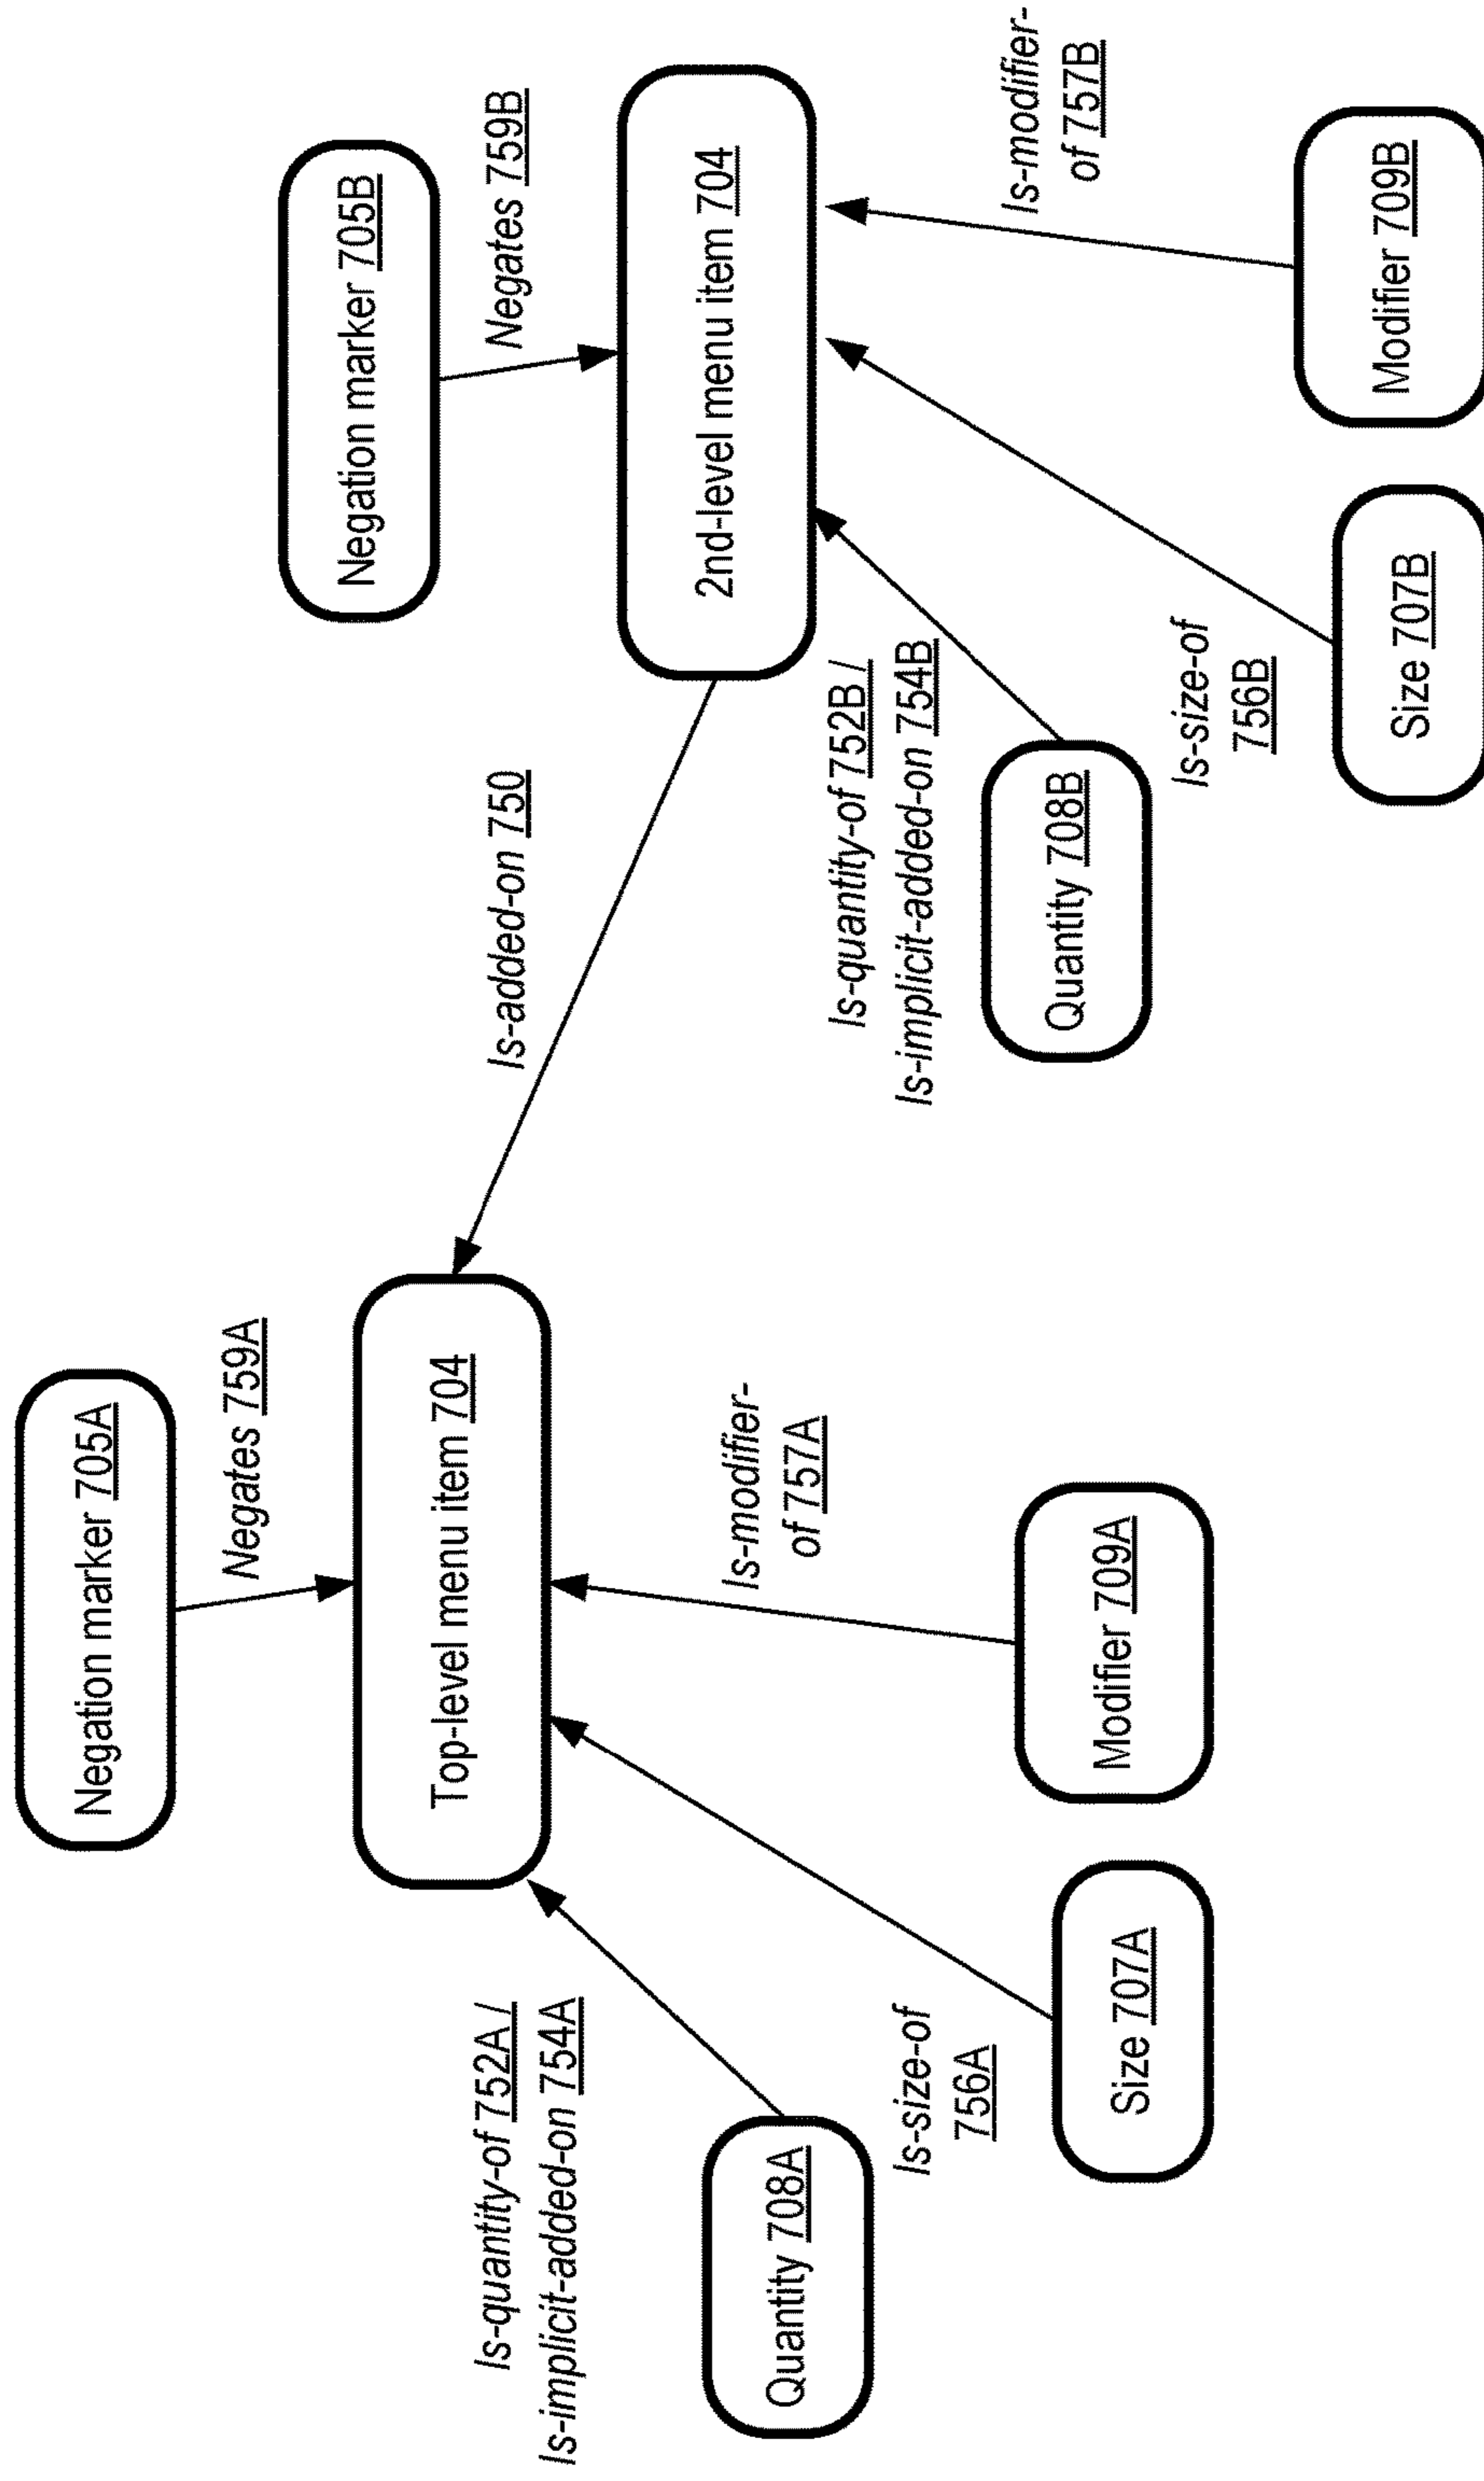 Negation marker 705A
Negates 759A
Top-level menu item 704
Is-quantity-of 752A /
Is-implicit-added-on 754A
Quantity 708A
Is-size-of
756A
Size 707A
Is-modifier-
of 757A
Modifier 709A
Is-added-on 750
Negation marker 705B
Negates 759B
2nd-level menu item 704
Is-quantity-of 752B /
Is-implicit-added-on 754B
Quantity 708B
Is-size-of
756B
Size 707B
Is-modifier-
of 757B
Modifier 709B